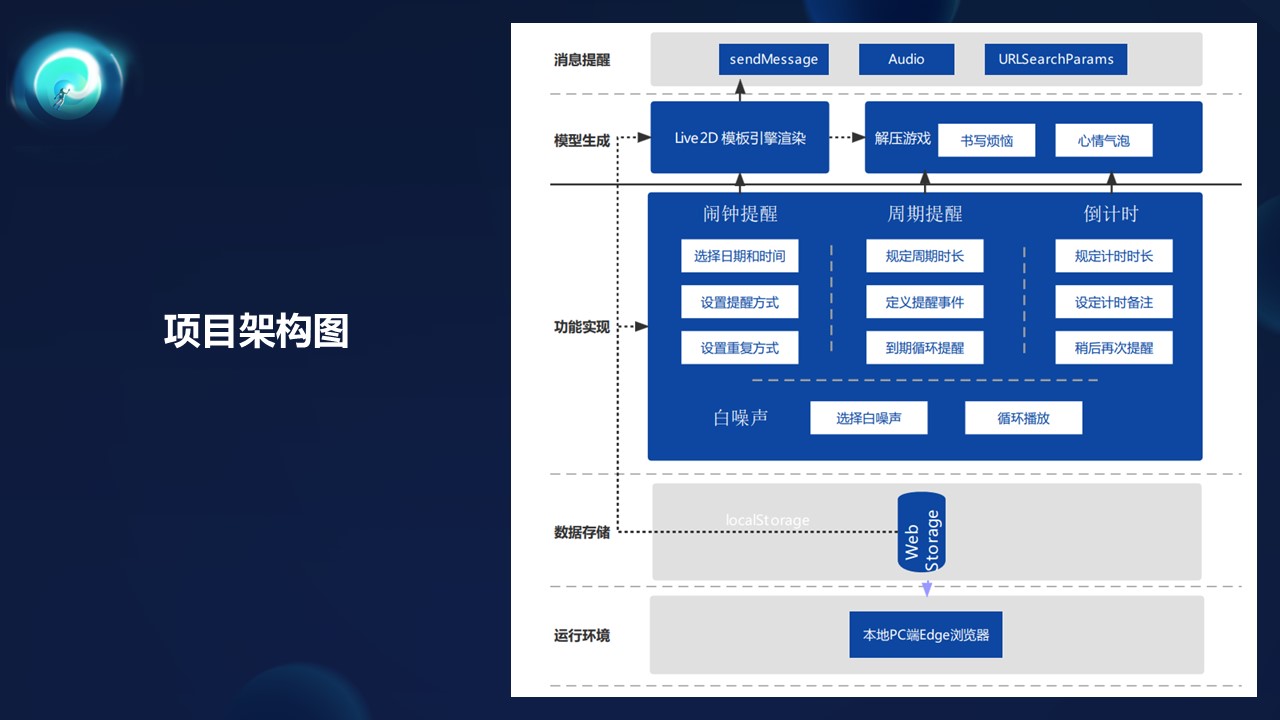 项目架构图
消息提醒
sendMessage
Audio
URLSearchParams
模型生成
Live2D 模板引擎渲染
解压游戏
书写烦恼
心情气泡
功能实现
闹钟提醒
周期提醒
倒计时
选择日期和时间
规定周期时长
规定计时时长
设置提醒方式
定义提醒事件
设定计时备注
设置重复方式
到期循环提醒
稍后再次提醒
白噪声
选择白噪声
循环播放
数据存储
localStorage
Web
Storage
运行环境
本地PC端Edge浏览器